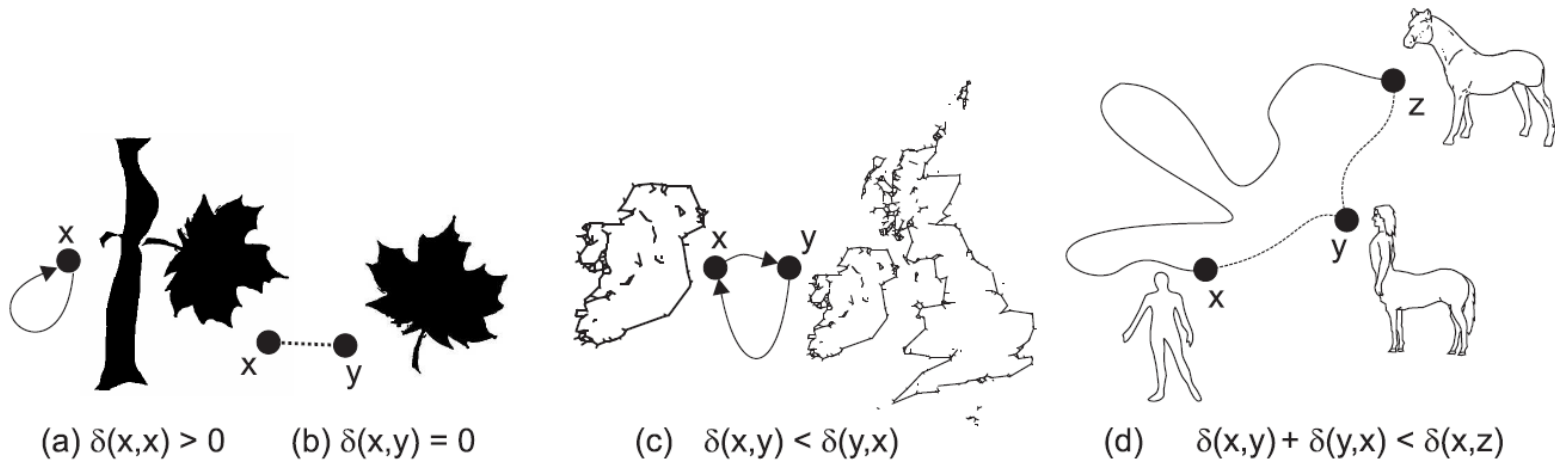 x
x
y
x
y
z
y
x
(a) δ(x,x) > 0
(b) δ(x,y) = 0
(c) δ(x,y) < δ(y,x)
(d) δ(x,y) + δ(y,x) < δ(x,z)